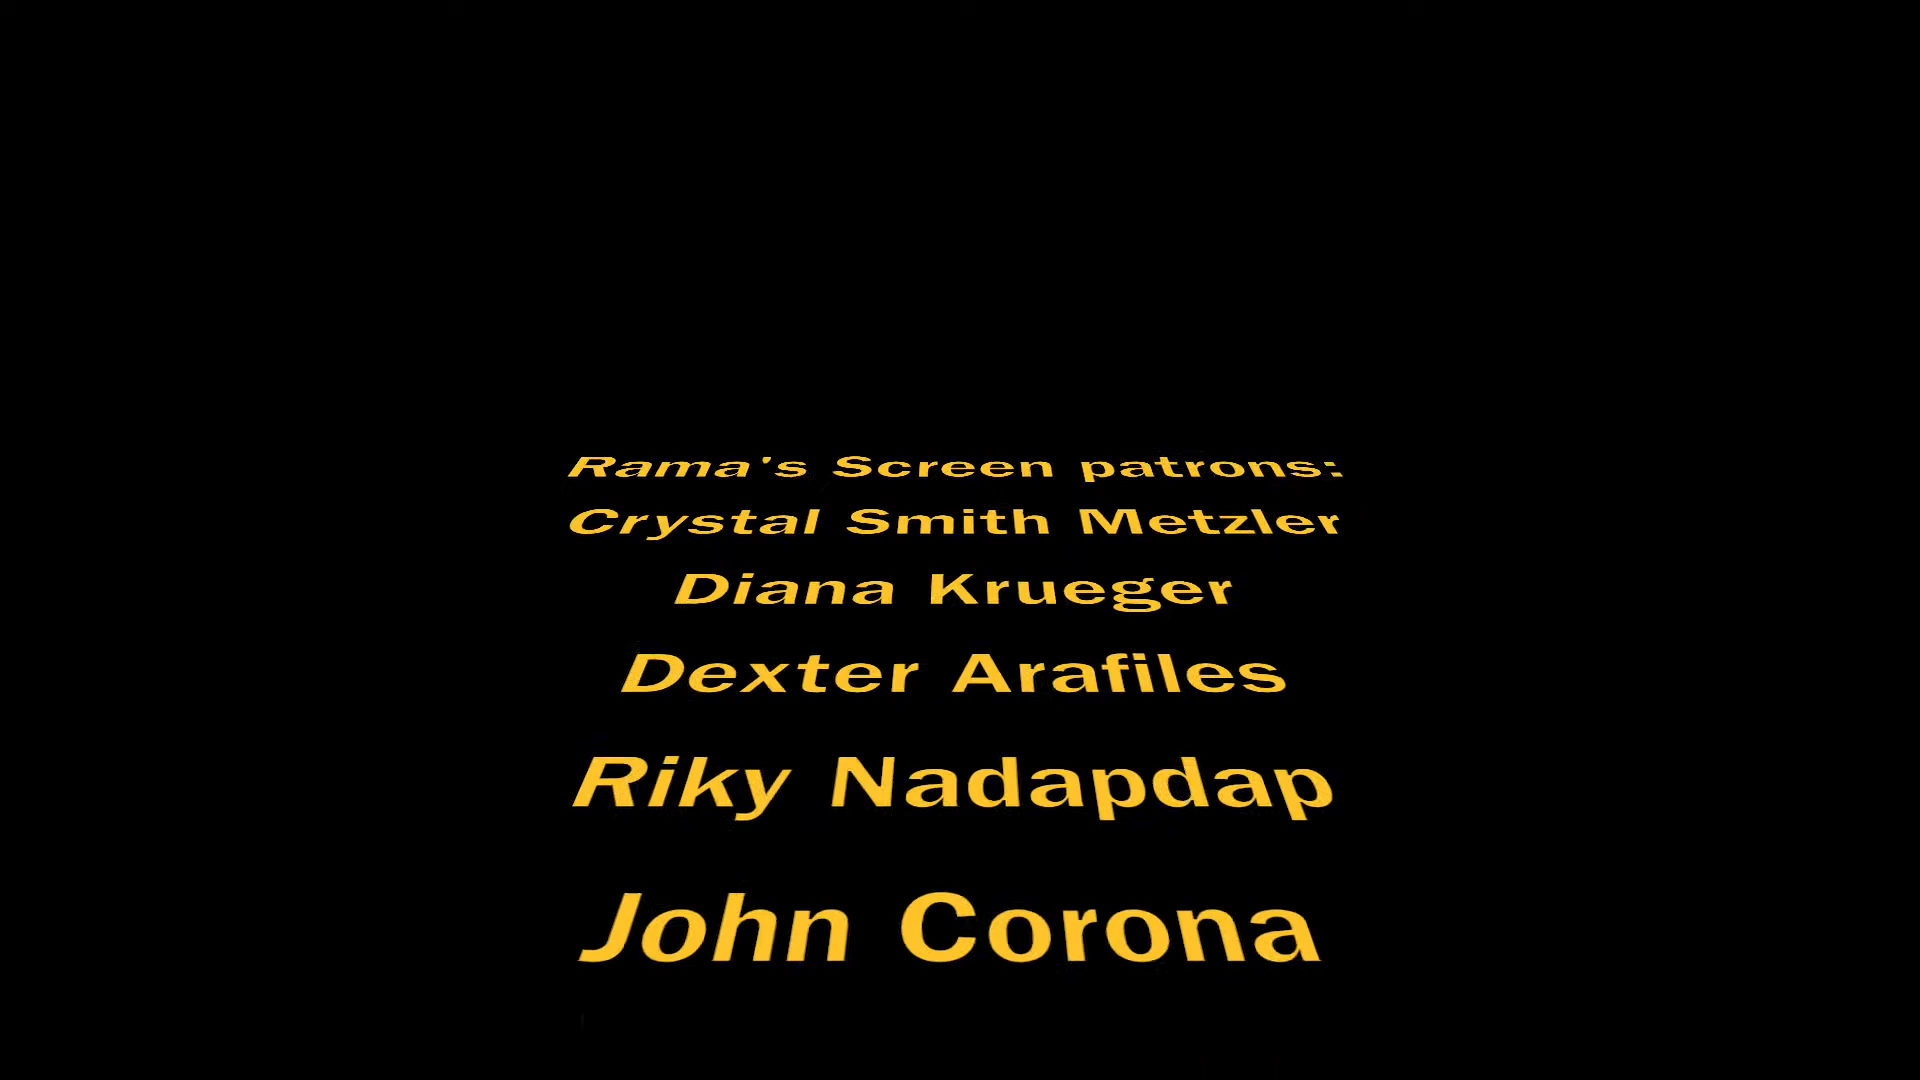 Rama's Screen patrons:
Crystal Smith Metzler
Diana Krueger
Dexter Arafiles
Riky Nadapdap
John Corona